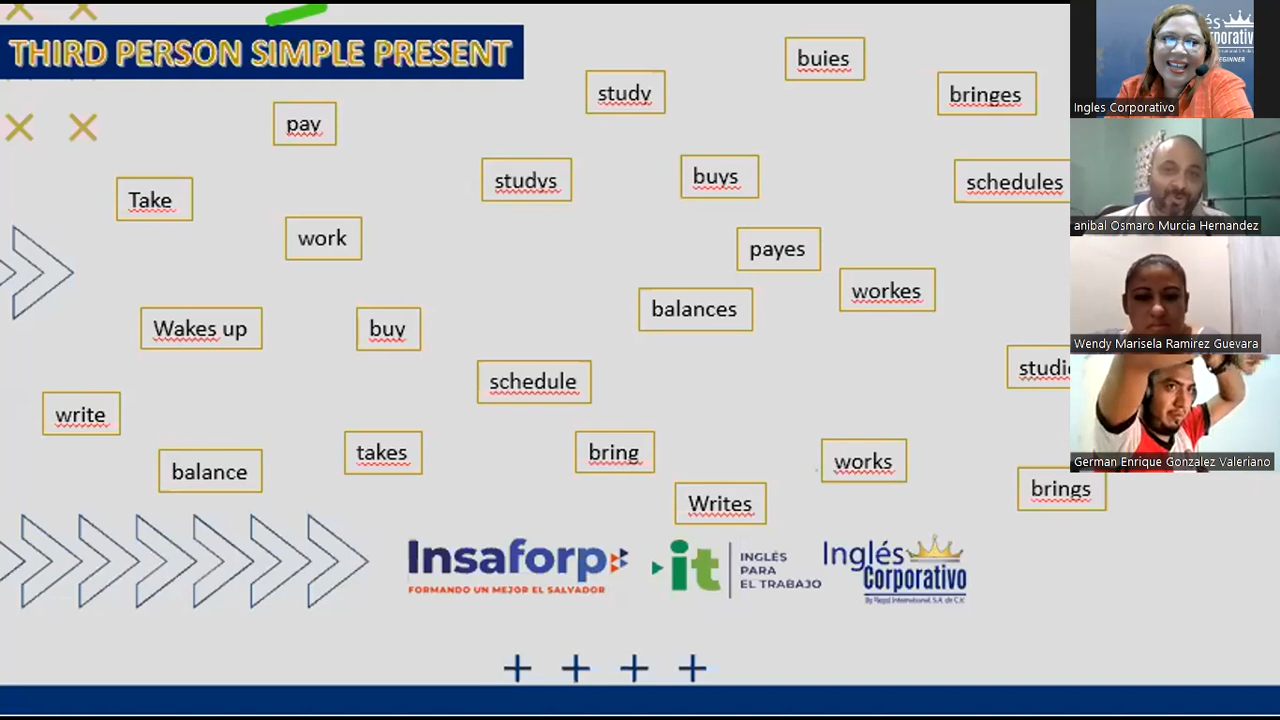 THIRD PERSON SIMPLE PRESENT
buies
study
bringes
pay
studys
buys
schedules
Take
work
payes
workes
balances
Wakes up
buy
schedule
write
takes
bring
works
balance
Writes
brings
Insaforp
FORMANDO UN MEJOR EL SALVADOR
it
INGLÉS
PARA
EL TRABAJO
Inglés
Corporativo
Ingles Corporativo
anibal Osmaro Murcia Hernandez
Wendy Marisela Ramirez Guevara
German Enrique Gonzalez Valeriano